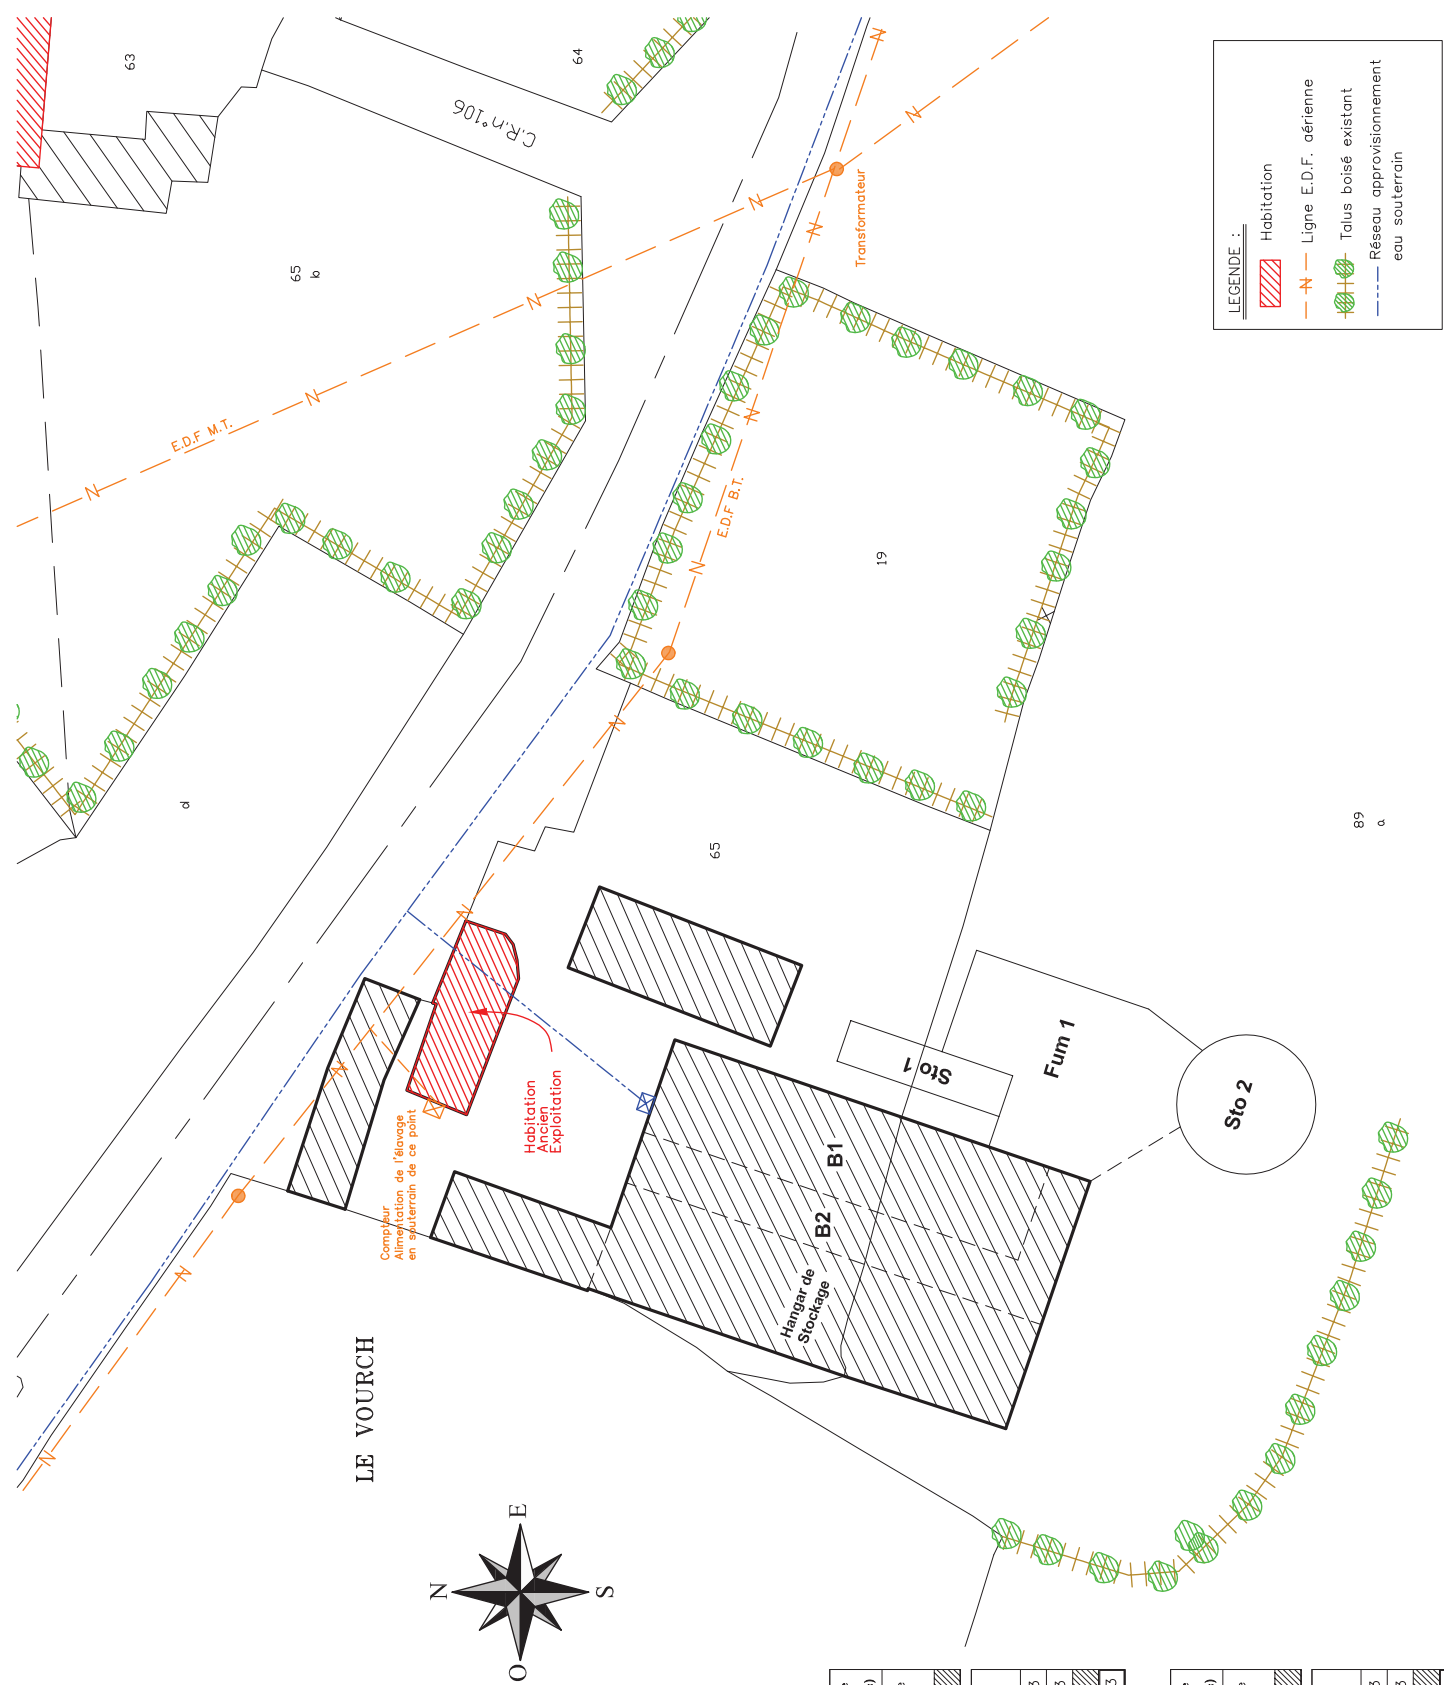 63
64
C.R.n°106
65
b
E.D.F M.T.
Transformateur
LEGENDE :
Habitation
Ligne E.D.F. aérienne
Talus boisé existant
Réseau approvisionnement
eau souterrain
E.D.F B.T.
19
d
65
89
a
Habitation
Ancien
Exploitation
Compteur
Alimentation de l'élavage
en souterrain de ce point
Sto 1
Fum 1
Sto 2
B1
B2
Hangar de
Stockage
LE VOURCH
N
E
S
O